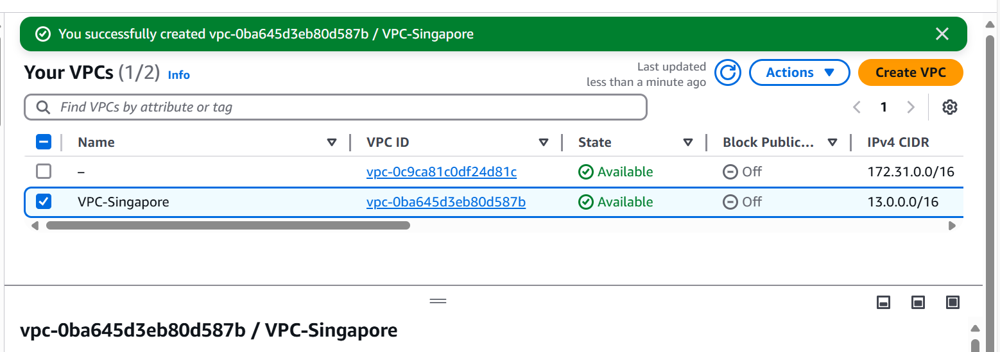 You successfully created vpc-0ba645d3eb80d587b / VPC-Singapore
Your VPCs (1/2) Info
Last updated
less than a minute ago
Actions
Create VPC
Find VPCs by attribute or tag
1
Name VPC ID State Block Public... IPv4 CIDR
– vpc-0c9ca81c0df24d81c Available Off 172.31.0.0/16
VPC-Singapore vpc-0ba645d3eb80d587b Available Off 13.0.0.0/16
vpc-0ba645d3eb80d587b / VPC-Singapore